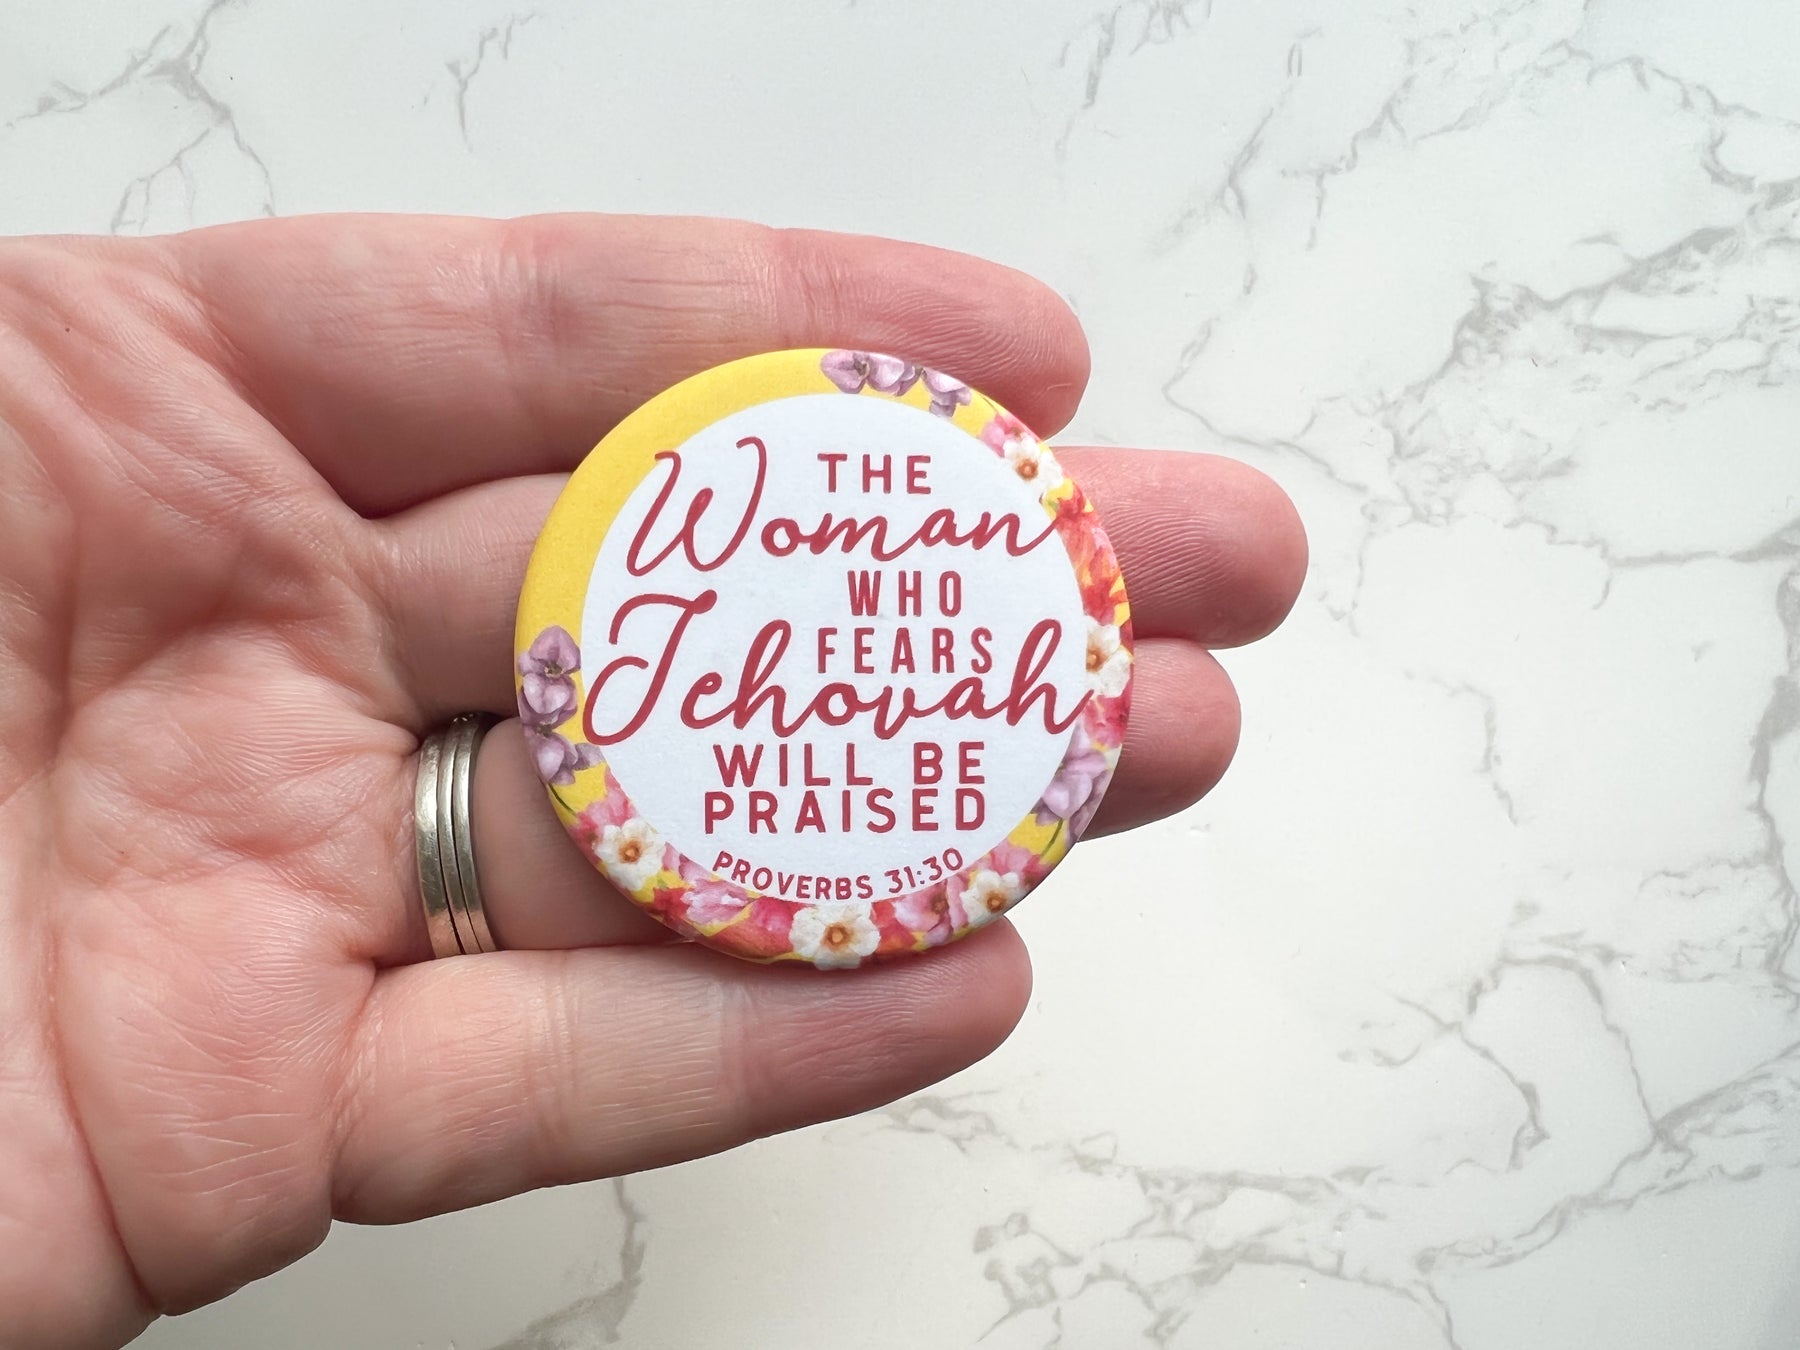 THE
Woman
WHO
FEARS
Jehovah
WILL BE
PRAISED
PROVERBS 31:30